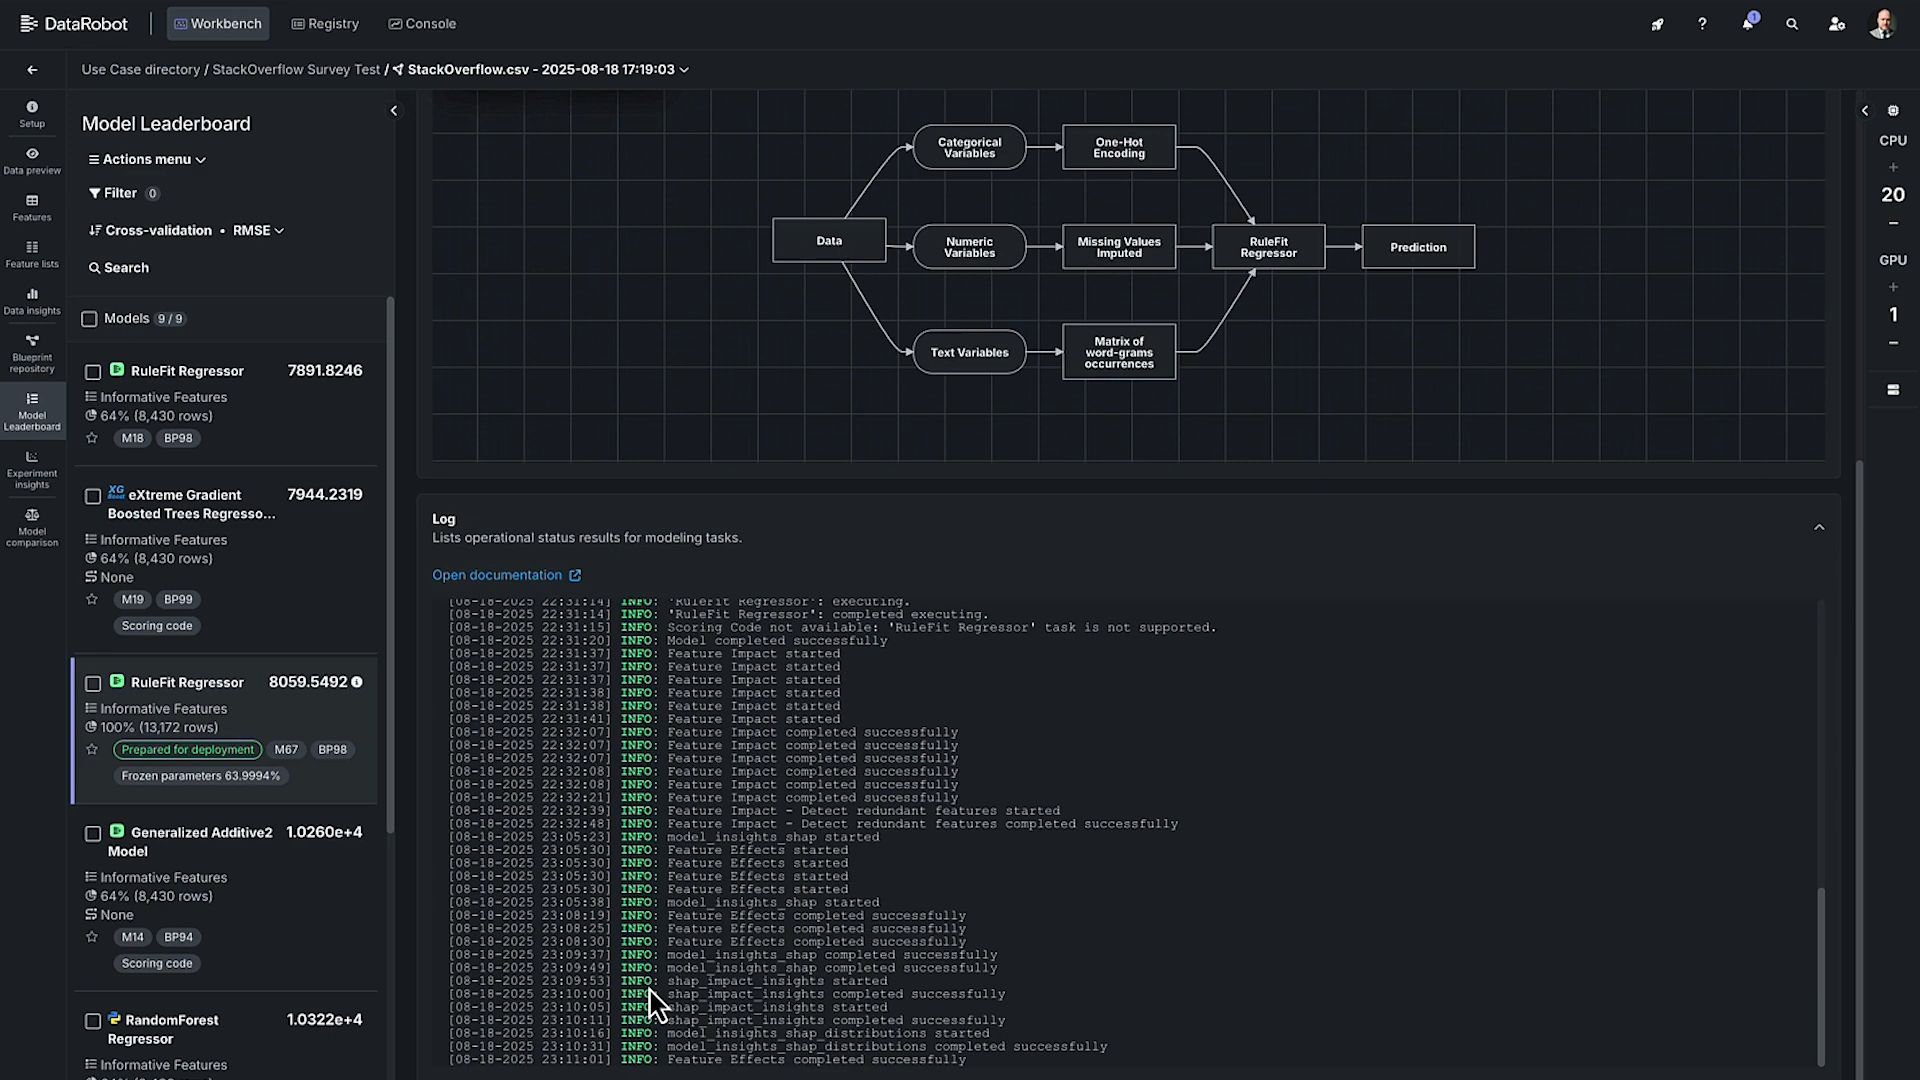 DataRobot
Workbench
Registry
Console
1
Use Case directory / StackOverflow Survey Test / StackOverflow.csv - 2025-08-18 17:19:03
Setup
Data preview
Features
Feature lists
Data insights
Blueprint
repository
Model
Leaderboard
Experiment
insights
Model
comparison
Model Leaderboard
Actions menu
Filter 0
Cross-validation • RMSE
Search
Models 9 / 9
RuleFit Regressor 7891.8246
Informative Features
64% (8,430 rows)
M18 BP98
XG Boost eXtreme Gradient 7944.2319
Boosted Trees Regresso...
Informative Features
64% (8,430 rows)
None
M19 BP99
Scoring code
RuleFit Regressor 8059.5492
Informative Features
100% (13,172 rows)
Prepared for deployment M67 BP98
Frozen parameters 63.9994%
Generalized Additive2 1.0260e+4
Model
Informative Features
64% (8,430 rows)
None
M14 BP94
Scoring code
RandomForest 1.0322e+4
Regressor
Informative Features
Data
Categorical
Variables
One-Hot
Encoding
Numeric
Variables
Missing Values
Imputed
RuleFit
Regressor
Prediction
Text Variables
Matrix of
word-grams
occurrences
Log
Lists operational status results for modeling tasks.
Open documentation
[08-18-2025 22:31:14] INFO: 'RuleFit Regressor': executing.
[08-18-2025 22:31:14] INFO: 'RuleFit Regressor': completed executing.
[08-18-2025 22:31:15] INFO: Scoring Code not available: 'RuleFit Regressor' task is not supported.
[08-18-2025 22:31:20] INFO: Model completed successfully
[08-18-2025 22:31:37] INFO: Feature Impact started
[08-18-2025 22:31:37] INFO: Feature Impact started
[08-18-2025 22:31:37] INFO: Feature Impact started
[08-18-2025 22:31:38] INFO: Feature Impact started
[08-18-2025 22:31:38] INFO: Feature Impact started
[08-18-2025 22:31:41] INFO: Feature Impact started
[08-18-2025 22:32:07] INFO: Feature Impact completed successfully
[08-18-2025 22:32:07] INFO: Feature Impact completed successfully
[08-18-2025 22:32:07] INFO: Feature Impact completed successfully
[08-18-2025 22:32:08] INFO: Feature Impact completed successfully
[08-18-2025 22:32:08] INFO: Feature Impact completed successfully
[08-18-2025 22:32:21] INFO: Feature Impact completed successfully
[08-18-2025 22:32:39] INFO: Feature Impact - Detect redundant features started
[08-18-2025 22:32:48] INFO: Feature Impact - Detect redundant features completed successfully
[08-18-2025 23:05:23] INFO: model_insights_shap started
[08-18-2025 23:05:30] INFO: Feature Effects started
[08-18-2025 23:05:30] INFO: Feature Effects started
[08-18-2025 23:05:30] INFO: Feature Effects started
[08-18-2025 23:05:30] INFO: Feature Effects started
[08-18-2025 23:05:38] INFO: model_insights_shap started
[08-18-2025 23:08:19] INFO: Feature Effects completed successfully
[08-18-2025 23:08:25] INFO: Feature Effects completed successfully
[08-18-2025 23:08:30] INFO: Feature Effects completed successfully
[08-18-2025 23:09:37] INFO: model_insights_shap completed successfully
[08-18-2025 23:09:49] INFO: model_insights_shap completed successfully
[08-18-2025 23:09:53] INFO: shap_impact_insights started
[08-18-2025 23:10:00] INFO: shap_impact_insights completed successfully
[08-18-2025 23:10:05] INFO: shap_impact_insights started
[08-18-2025 23:10:11] INFO: shap_impact_insights completed successfully
[08-18-2025 23:10:16] INFO: model_insights_shap_distributions started
[08-18-2025 23:10:31] INFO: model_insights_shap_distributions completed successfully
[08-18-2025 23:11:01] INFO: Feature Effects completed successfully
CPU
+
20
−
GPU
+
1
−